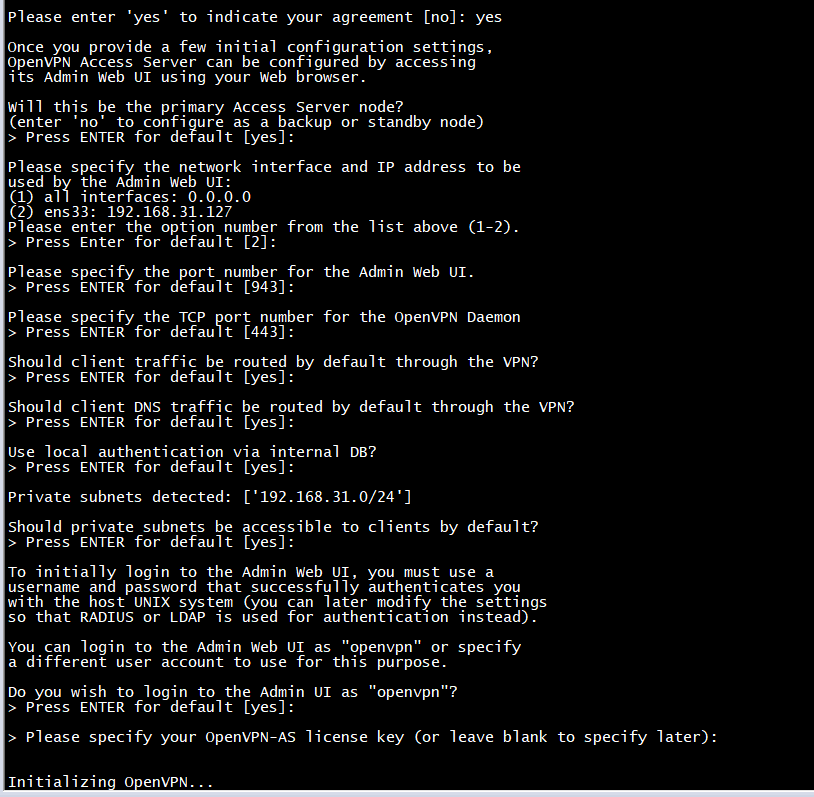 Please enter 'yes' to indicate your agreement [no]: yes
Once you provide a few initial configuration settings,
OpenVPN Access Server can be configured by accessing
its Admin Web UI using your Web browser.
Will this be the primary Access Server node?
(enter 'no' to configure as a backup or standby node)
> Press ENTER for default [yes]:
Please specify the network interface and IP address to be
used by the Admin Web UI:
(1) all interfaces: 0.0.0.0
(2) ens33: 192.168.31.127
Please enter the option number from the list above (1-2).
> Press Enter for default [2]:
Please specify the port number for the Admin Web UI.
> Press ENTER for default [943]:
Please specify the TCP port number for the OpenVPN Daemon
> Press ENTER for default [443]:
Should client traffic be routed by default through the VPN?
> Press ENTER for default [yes]:
Should client DNS traffic be routed by default through the VPN?
> Press ENTER for default [yes]:
Use local authentication via internal DB?
> Press ENTER for default [yes]:
Private subnets detected: ['192.168.31.0/24']
Should private subnets be accessible to clients by default?
> Press ENTER for default [yes]:
To initially login to the Admin Web UI, you must use a
username and password that successfully authenticates you
with the host UNIX system (you can later modify the settings
so that RADIUS or LDAP is used for authentication instead).
You can login to the Admin Web UI as "openvpn" or specify
a different user account to use for this purpose.
Do you wish to login to the Admin UI as "openvpn"?
> Press ENTER for default [yes]:
> Please specify your OpenVPN-AS license key (or leave blank to specify later):
Initializing OpenVPN...